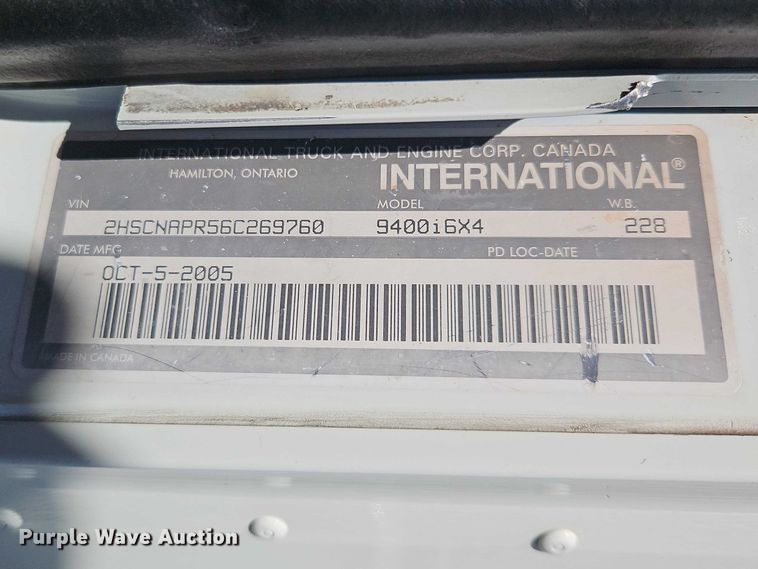 INTERNATIONAL TRUCK AND ENGINE CORP. CANADA
HAMILTON, ONTARIO INTERNATIONAL®
VIN MODEL W.B.
2HSCNAPR56C269760 9400i6X4 228
DATE MFG PD LOC-DATE
OCT-5-2005
MADE IN CANADA
Purple Wave Auction